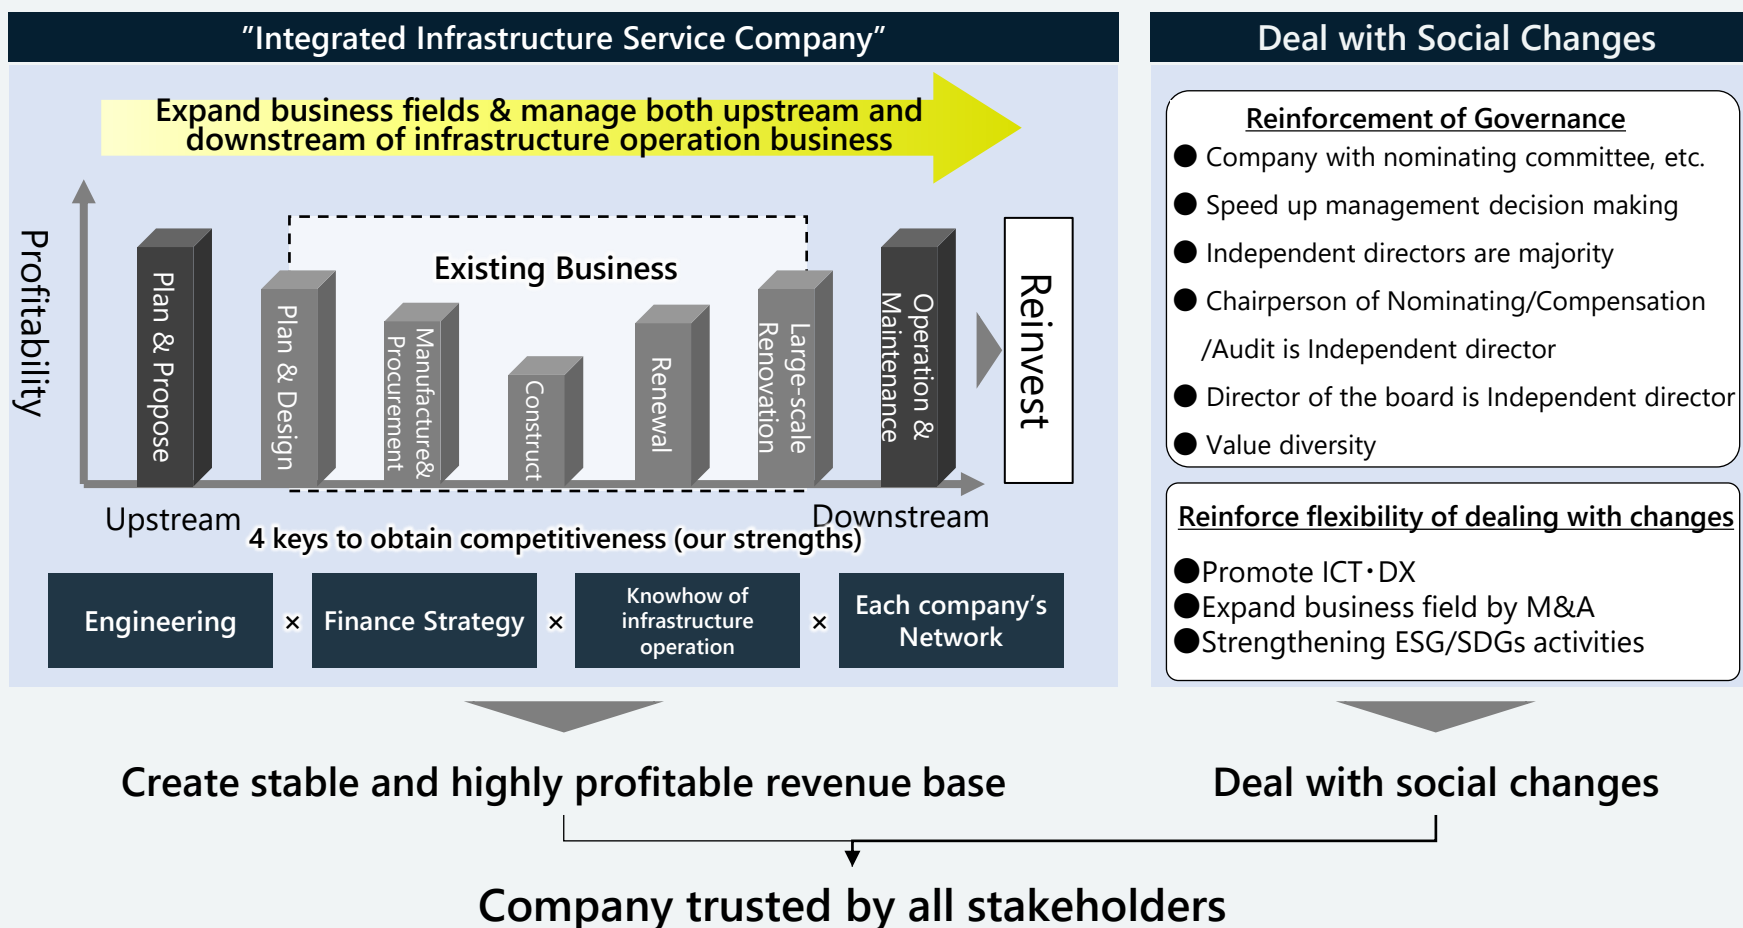 ”Integrated Infrastructure Service Company”
Expand business fields & manage both upstream and
downstream of infrastructure operation business
Profitability
Existing Business
Plan & Propose
Plan & Design
Manufacture&
Procurement
Construct
Renewal
Large-scale
Renovation
Operation &
Maintenance
Reinvest
Upstream
Downstream
4 keys to obtain competitiveness (our strengths)
Engineering
×
Finance Strategy
×
Knowhow of
infrastructure
operation
×
Each company’s
Network
Deal with Social Changes
Reinforcement of Governance
● Company with nominating committee, etc.
● Speed up management decision making
● Independent directors are majority
● Chairperson of Nominating/Compensation
/Audit is Independent director
● Director of the board is Independent director
● Value diversity
Reinforce flexibility of dealing with changes
●Promote ICT・DX
●Expand business field by M&A
●Strengthening ESG/SDGs activities
Create stable and highly profitable revenue base
Deal with social changes
Company trusted by all stakeholders